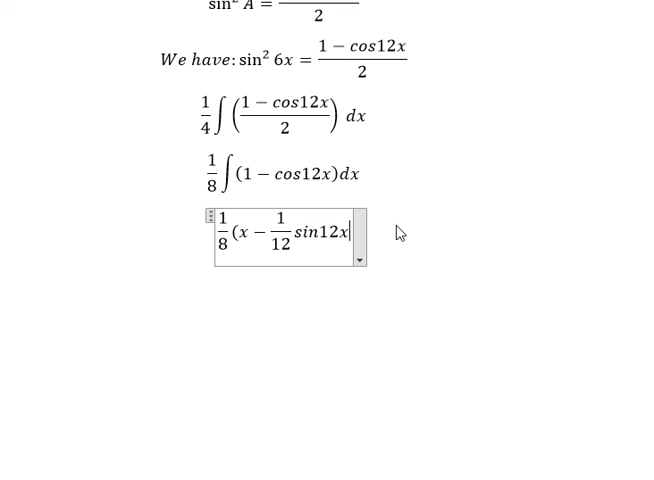 sin² A = —/2
We have: sin² 6x = (1 − cos12x)/2
1/4 ∫ ((1 − cos12x)/2) dx
1/8 ∫ (1 − cos12x)dx
1/8 (x − 1/12 sin12x